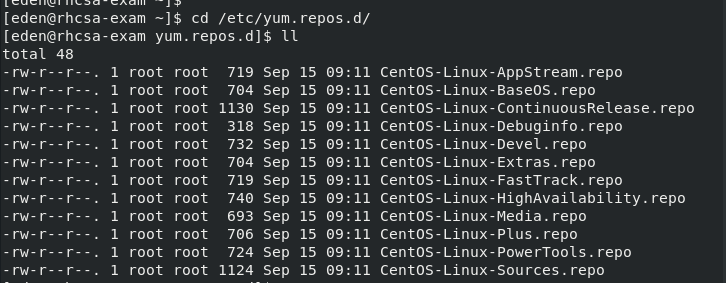 [eden@rhcsa-exam ~]$
[eden@rhcsa-exam ~]$ cd /etc/yum.repos.d/
[eden@rhcsa-exam yum.repos.d]$ ll
total 48
-rw-r--r--. 1 root root  719 Sep 15 09:11 CentOS-Linux-AppStream.repo
-rw-r--r--. 1 root root  704 Sep 15 09:11 CentOS-Linux-BaseOS.repo
-rw-r--r--. 1 root root 1130 Sep 15 09:11 CentOS-Linux-ContinuousRelease.repo
-rw-r--r--. 1 root root  318 Sep 15 09:11 CentOS-Linux-Debuginfo.repo
-rw-r--r--. 1 root root  732 Sep 15 09:11 CentOS-Linux-Devel.repo
-rw-r--r--. 1 root root  704 Sep 15 09:11 CentOS-Linux-Extras.repo
-rw-r--r--. 1 root root  719 Sep 15 09:11 CentOS-Linux-FastTrack.repo
-rw-r--r--. 1 root root  740 Sep 15 09:11 CentOS-Linux-HighAvailability.repo
-rw-r--r--. 1 root root  693 Sep 15 09:11 CentOS-Linux-Media.repo
-rw-r--r--. 1 root root  706 Sep 15 09:11 CentOS-Linux-Plus.repo
-rw-r--r--. 1 root root  724 Sep 15 09:11 CentOS-Linux-PowerTools.repo
-rw-r--r--. 1 root root 1124 Sep 15 09:11 CentOS-Linux-Sources.repo